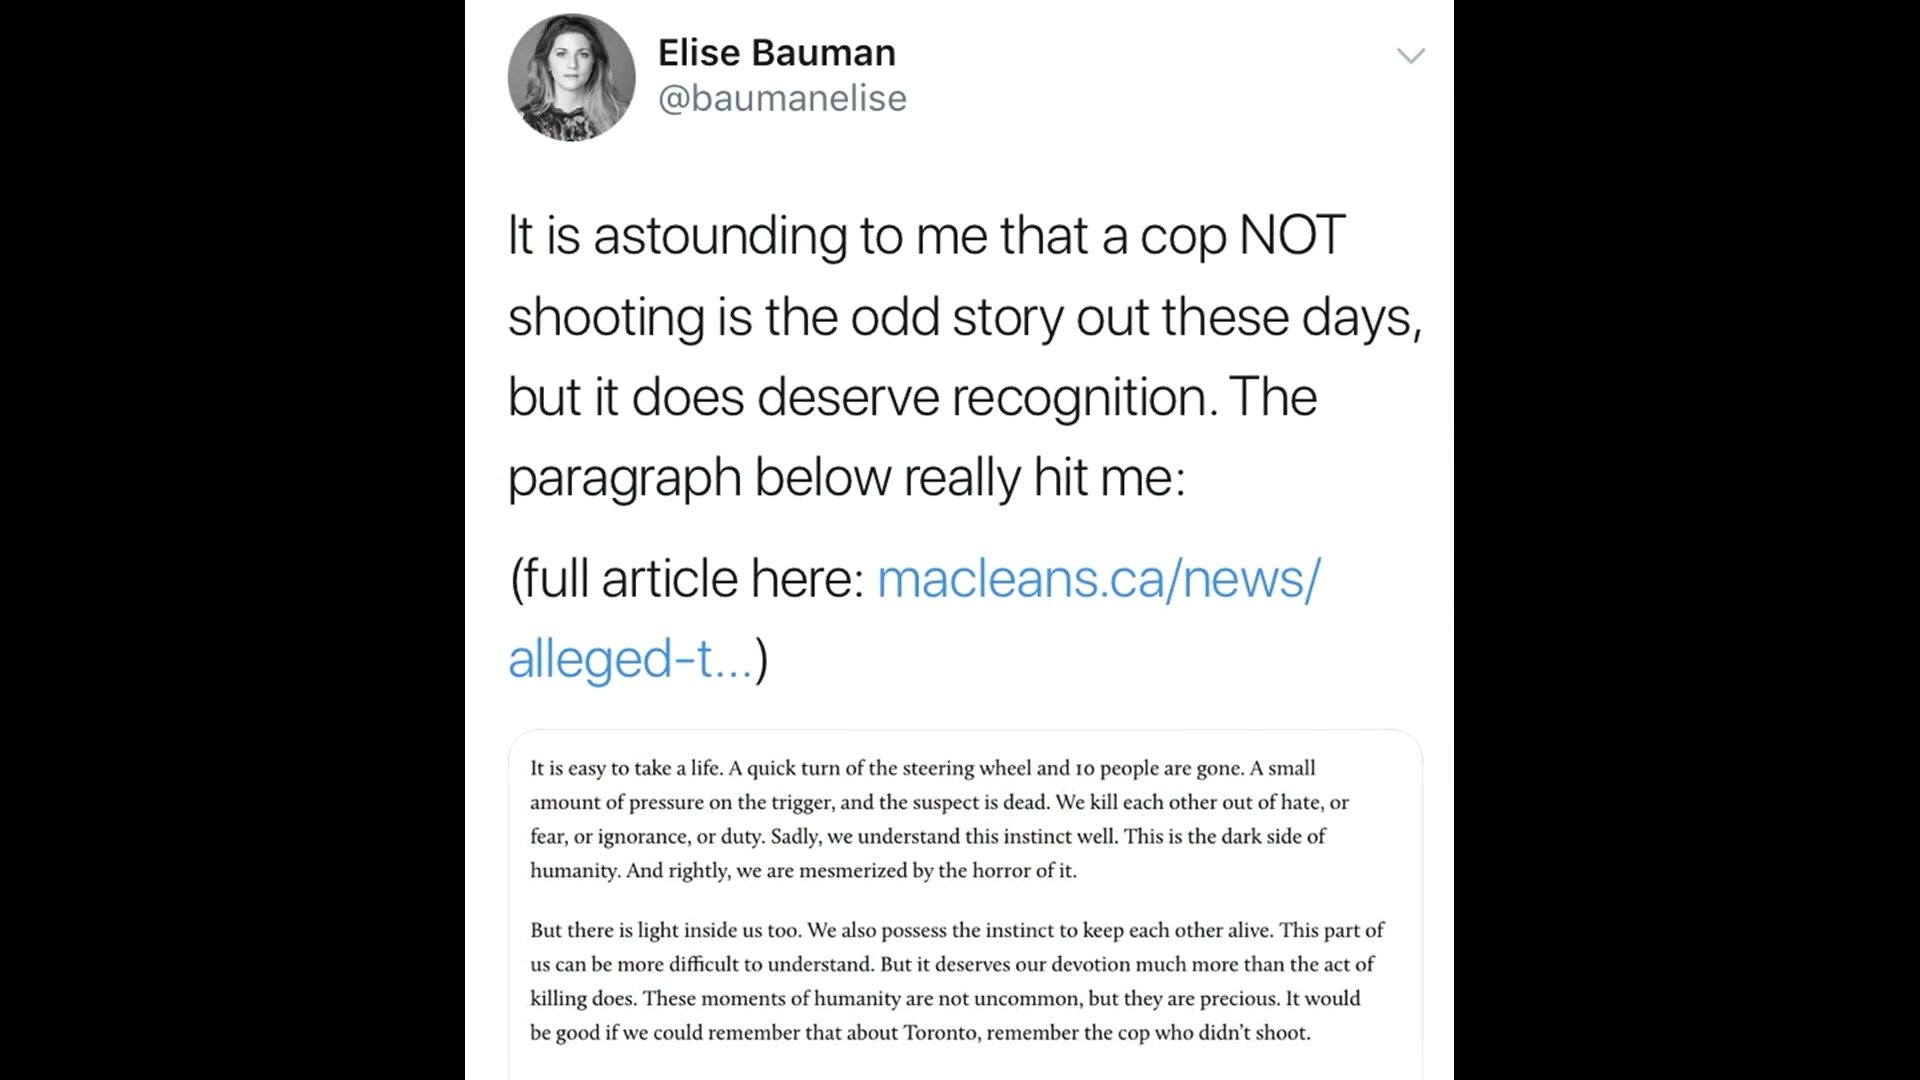 Elise Bauman
@baumanelise
It is astounding to me that a cop NOT
shooting is the odd story out these days,
but it does deserve recognition. The
paragraph below really hit me:
(full article here: macleans.ca/news/
alleged-t...)
It is easy to take a life. A quick turn of the steering wheel and 10 people are gone. A small
amount of pressure on the trigger, and the suspect is dead. We kill each other out of hate, or
fear, or ignorance, or duty. Sadly, we understand this instinct well. This is the dark side of
humanity. And rightly, we are mesmerized by the horror of it.
But there is light inside us too. We also possess the instinct to keep each other alive. This part of
us can be more difficult to understand. But it deserves our devotion much more than the act of
killing does. These moments of humanity are not uncommon, but they are precious. It would
be good if we could remember that about Toronto, remember the cop who didn't shoot.